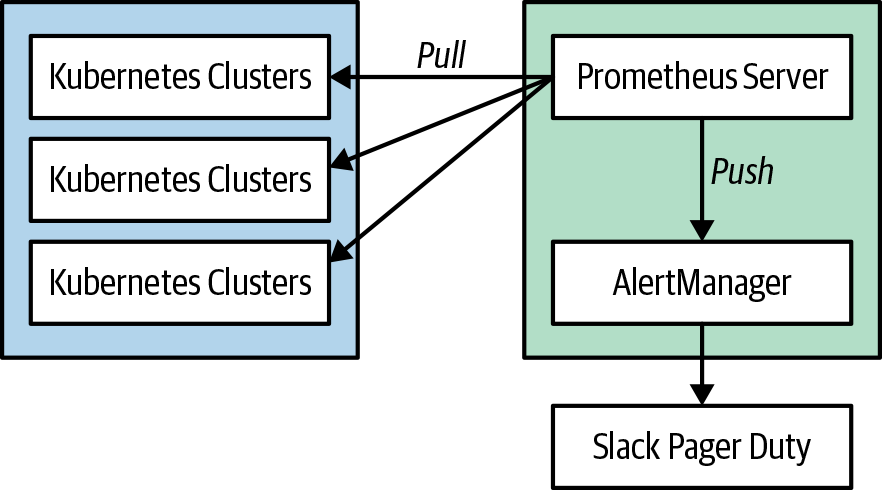 Kubernetes Clusters
Pull
Prometheus Server
Kubernetes Clusters
Push
Kubernetes Clusters
AlertManager
Slack Pager Duty